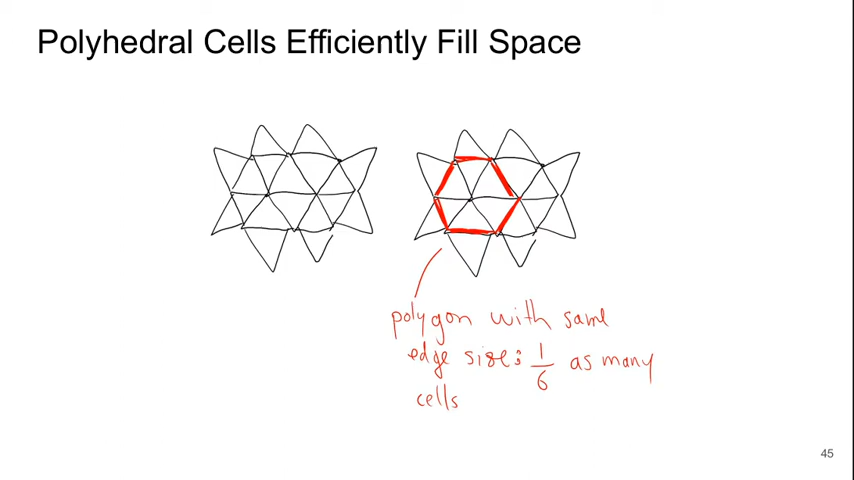 Polyhedral Cells Efficiently Fill Space
polygon with same
edge size: 1/6 as many
cells
45